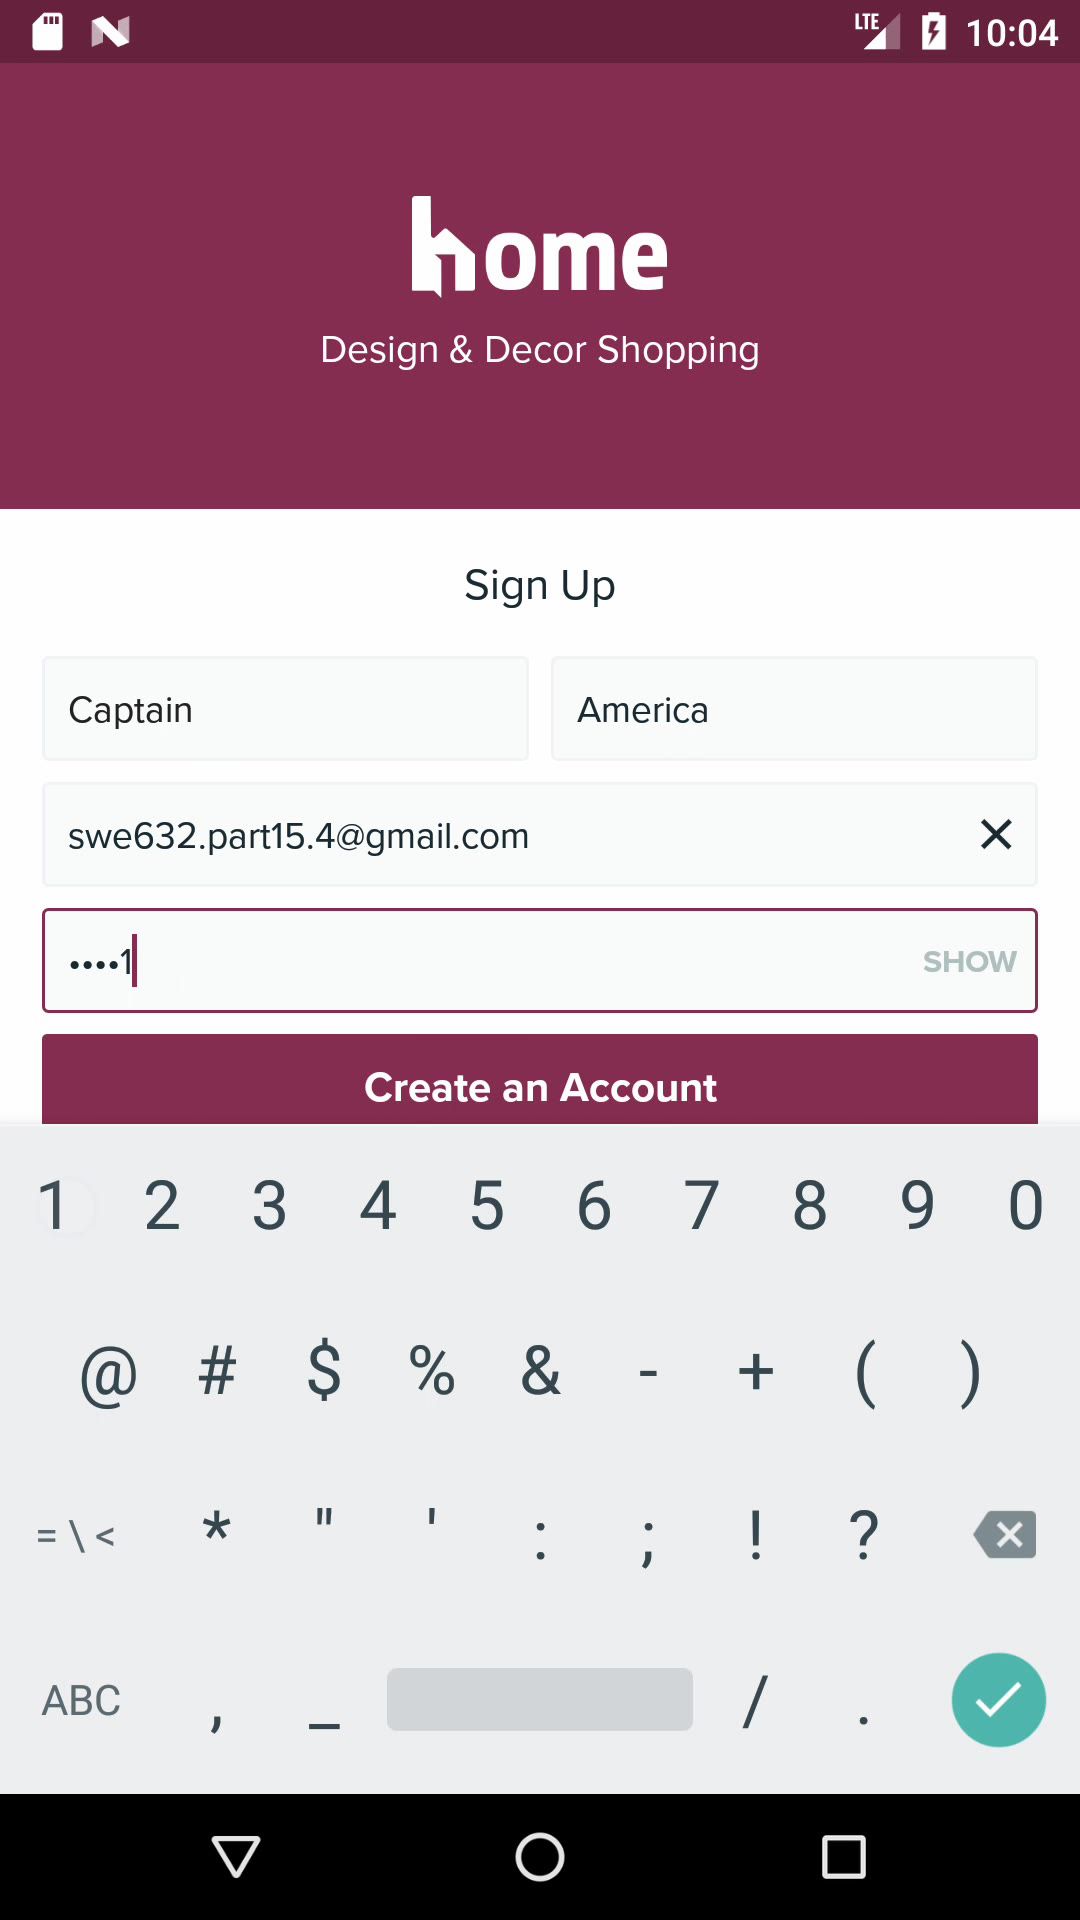 LTE 10:04
home
Design & Decor Shopping
Sign Up
Captain America
swe632.part15.4@gmail.com
••••1 SHOW
Create an Account
1 2 3 4 5 6 7 8 9 0
@ # $ % & - + ( )
= \ < * " ' : ; ! ?
ABC , _ / .